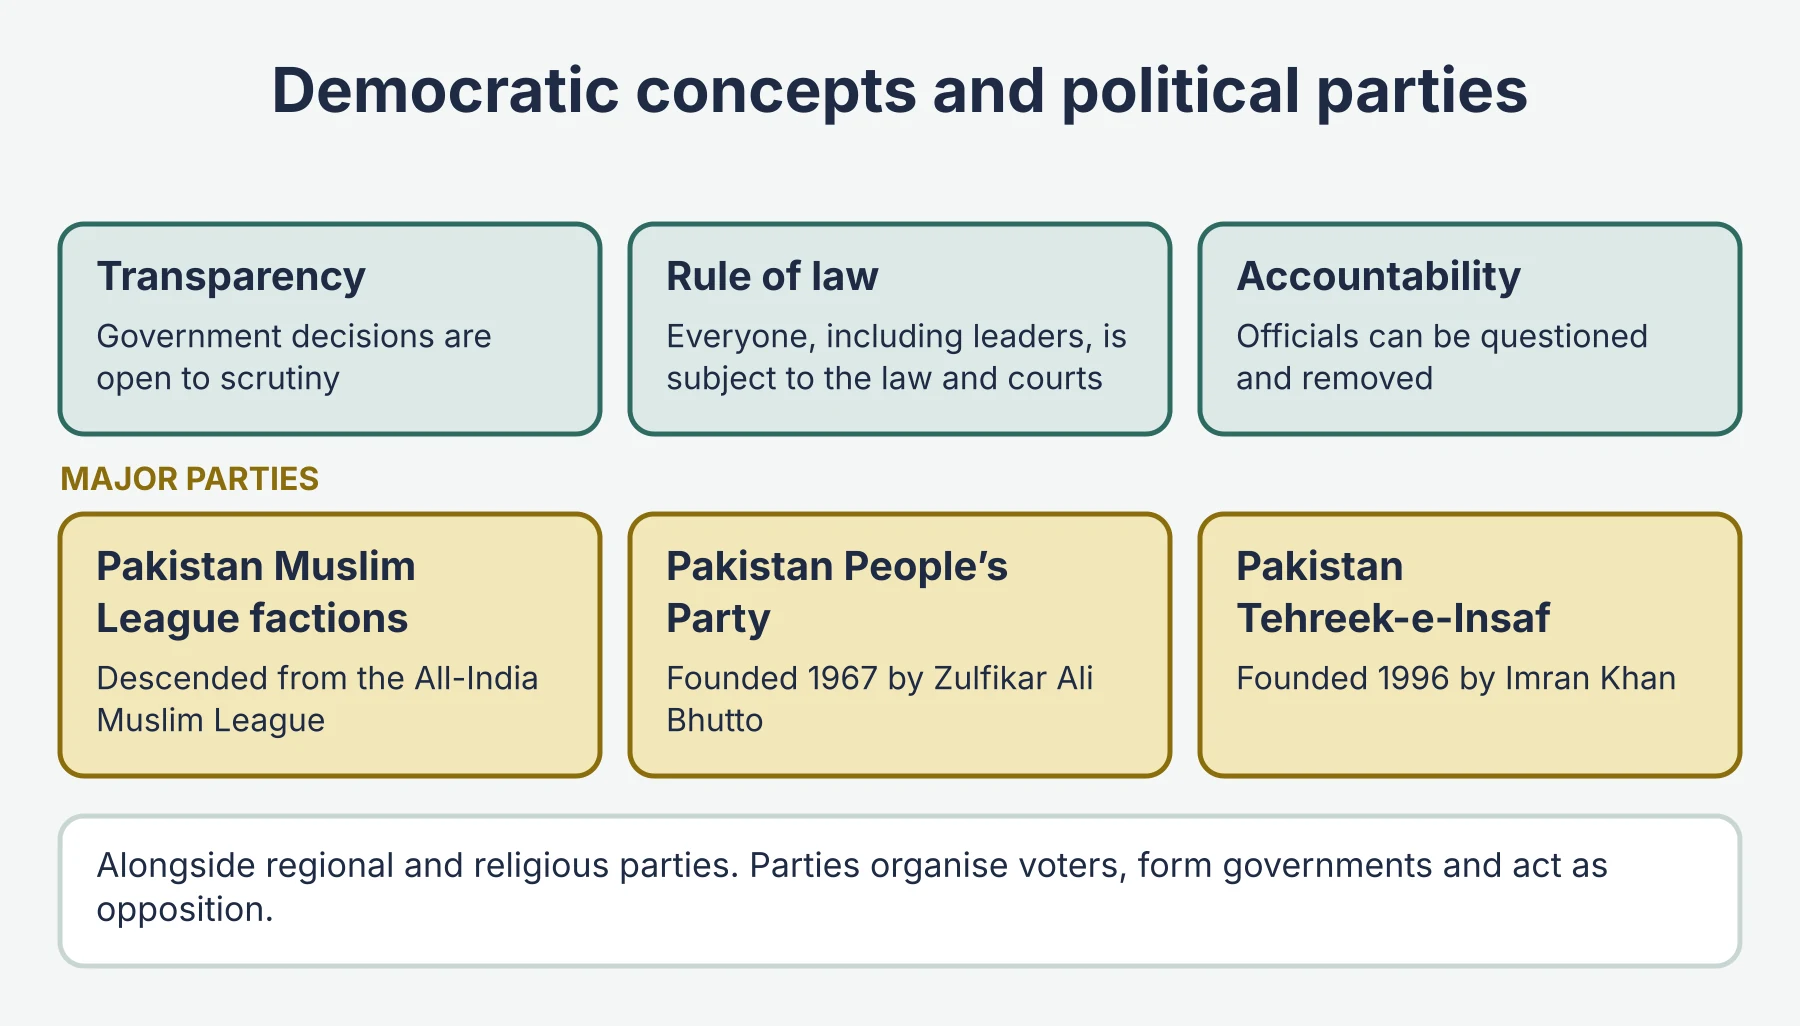 Democratic concepts and political parties
Transparency
Government decisions are
open to scrutiny
Rule of law
Everyone, including leaders, is
subject to the law and courts
Accountability
Officials can be questioned
and removed
MAJOR PARTIES
Pakistan Muslim
League factions
Descended from the All-India
Muslim League
Pakistan People’s
Party
Founded 1967 by Zulfikar Ali
Bhutto
Pakistan
Tehreek-e-Insaf
Founded 1996 by Imran Khan
Alongside regional and religious parties. Parties organise voters, form governments and act as
opposition.